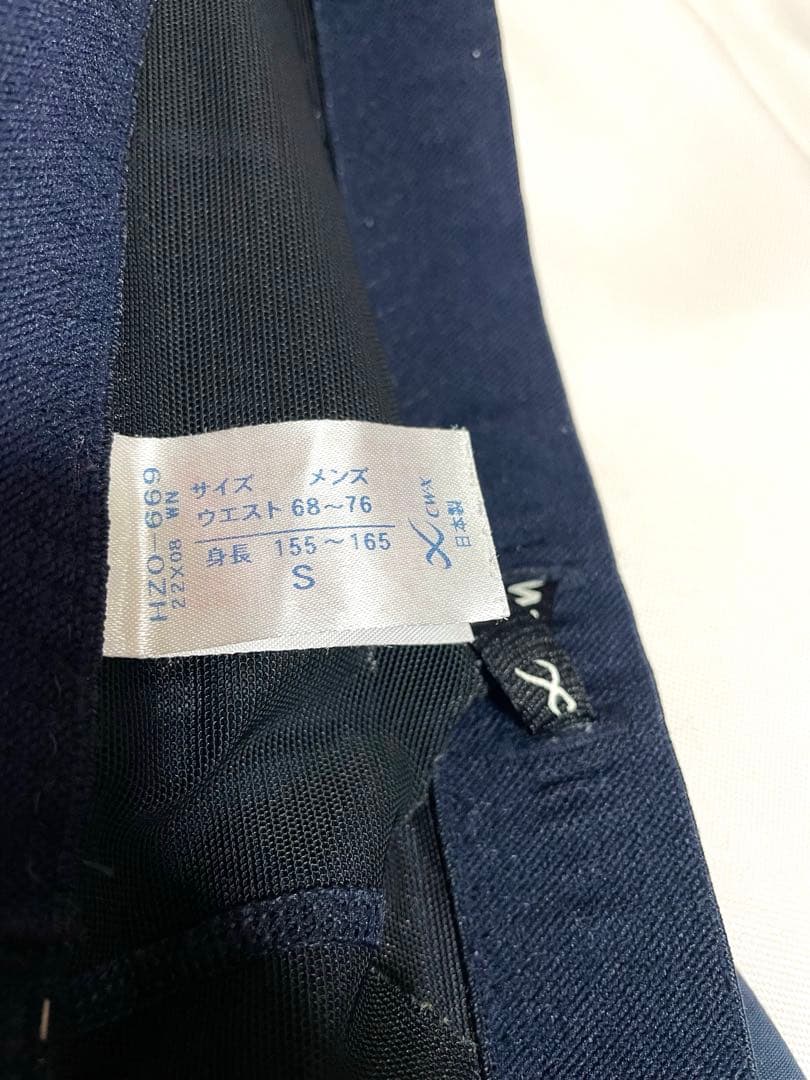 サイズ メンズ
ウエスト 68〜76
身長 155〜165
S
HZO-669
22X08 WN
CW-X
日本製